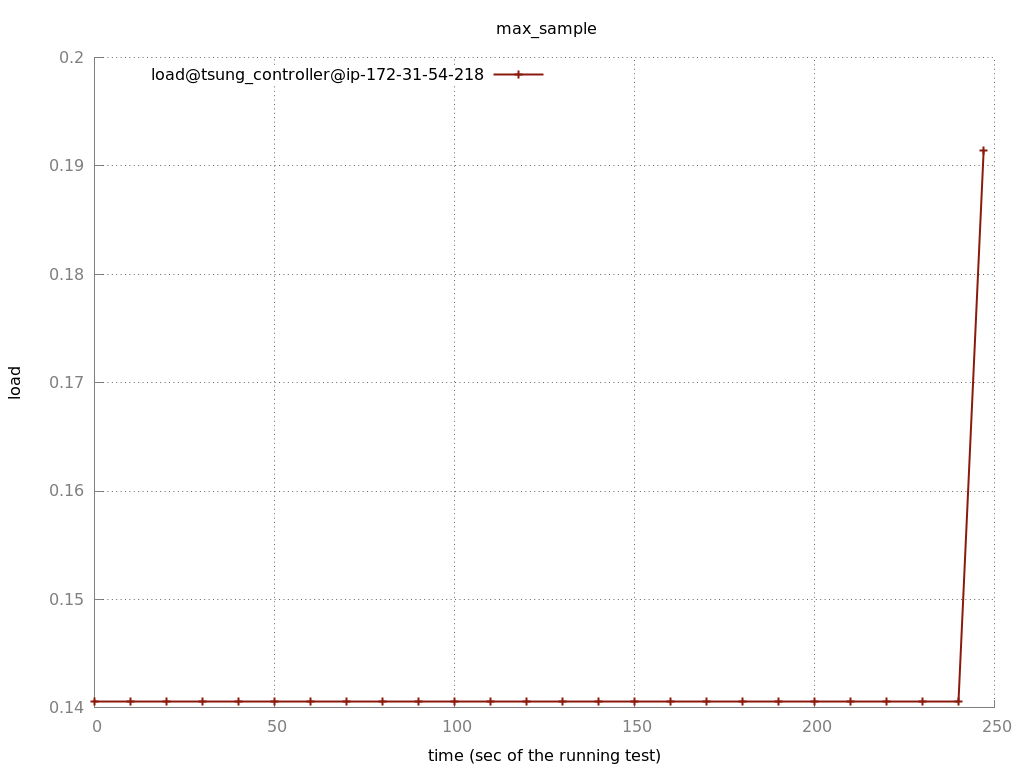 max_sample
load@tsung_controller@ip-172-31-54-218
0.2
0.19
0.18
0.17
0.16
0.15
0.14
load
0 50 100 150 200 250
time (sec of the running test)